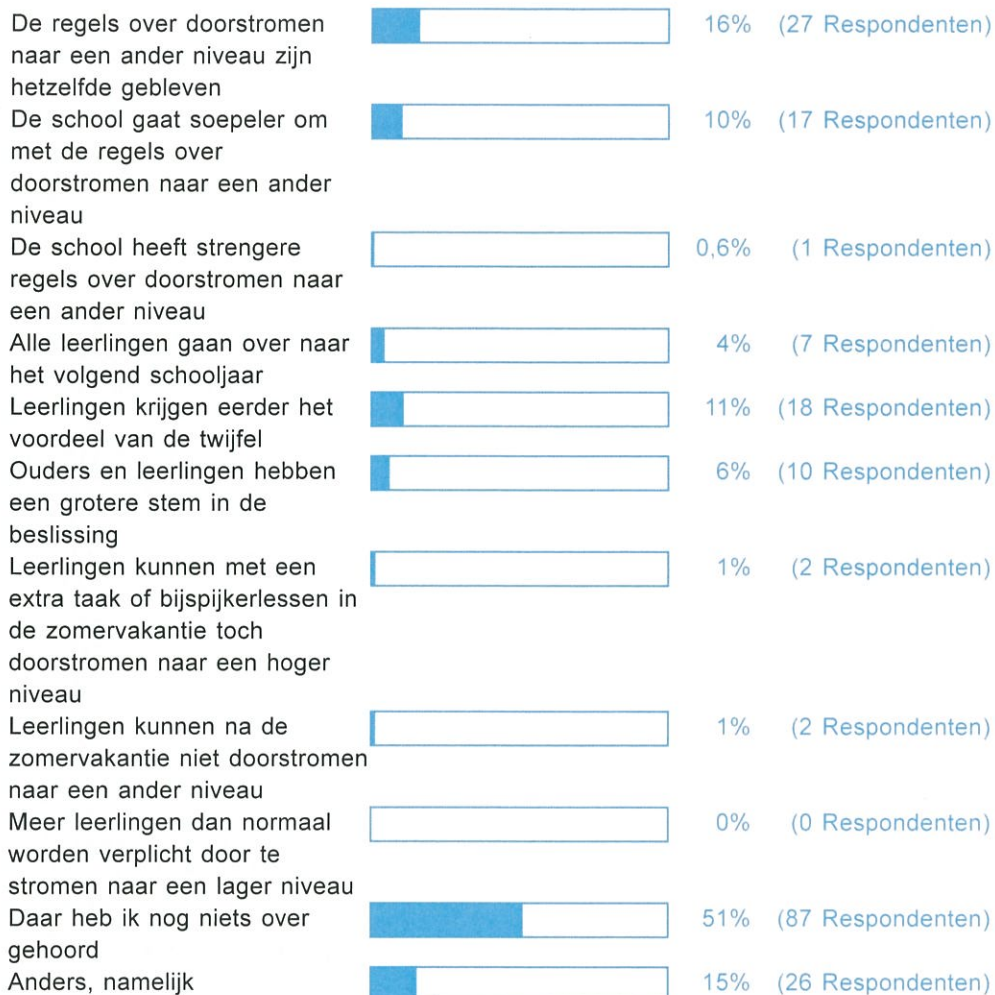 De regels over doorstromen 16% (27 Respondenten)
naar een ander niveau zijn
hetzelfde gebleven
De school gaat soepeler om 10% (17 Respondenten)
met de regels over
doorstromen naar een ander
niveau
De school heeft strengere 0,6% (1 Respondenten)
regels over doorstromen naar
een ander niveau
Alle leerlingen gaan over naar 4% (7 Respondenten)
het volgend schooljaar
Leerlingen krijgen eerder het 11% (18 Respondenten)
voordeel van de twijfel
Ouders en leerlingen hebben 6% (10 Respondenten)
een grotere stem in de
beslissing
Leerlingen kunnen met een 1% (2 Respondenten)
extra taak of bijspijkerlessen in
de zomervakantie toch
doorstromen naar een hoger
niveau
Leerlingen kunnen na de 1% (2 Respondenten)
zomervakantie niet doorstromen
naar een ander niveau
Meer leerlingen dan normaal 0% (0 Respondenten)
worden verplicht door te
stromen naar een lager niveau
Daar heb ik nog niets over 51% (87 Respondenten)
gehoord
Anders, namelijk 15% (26 Respondenten)